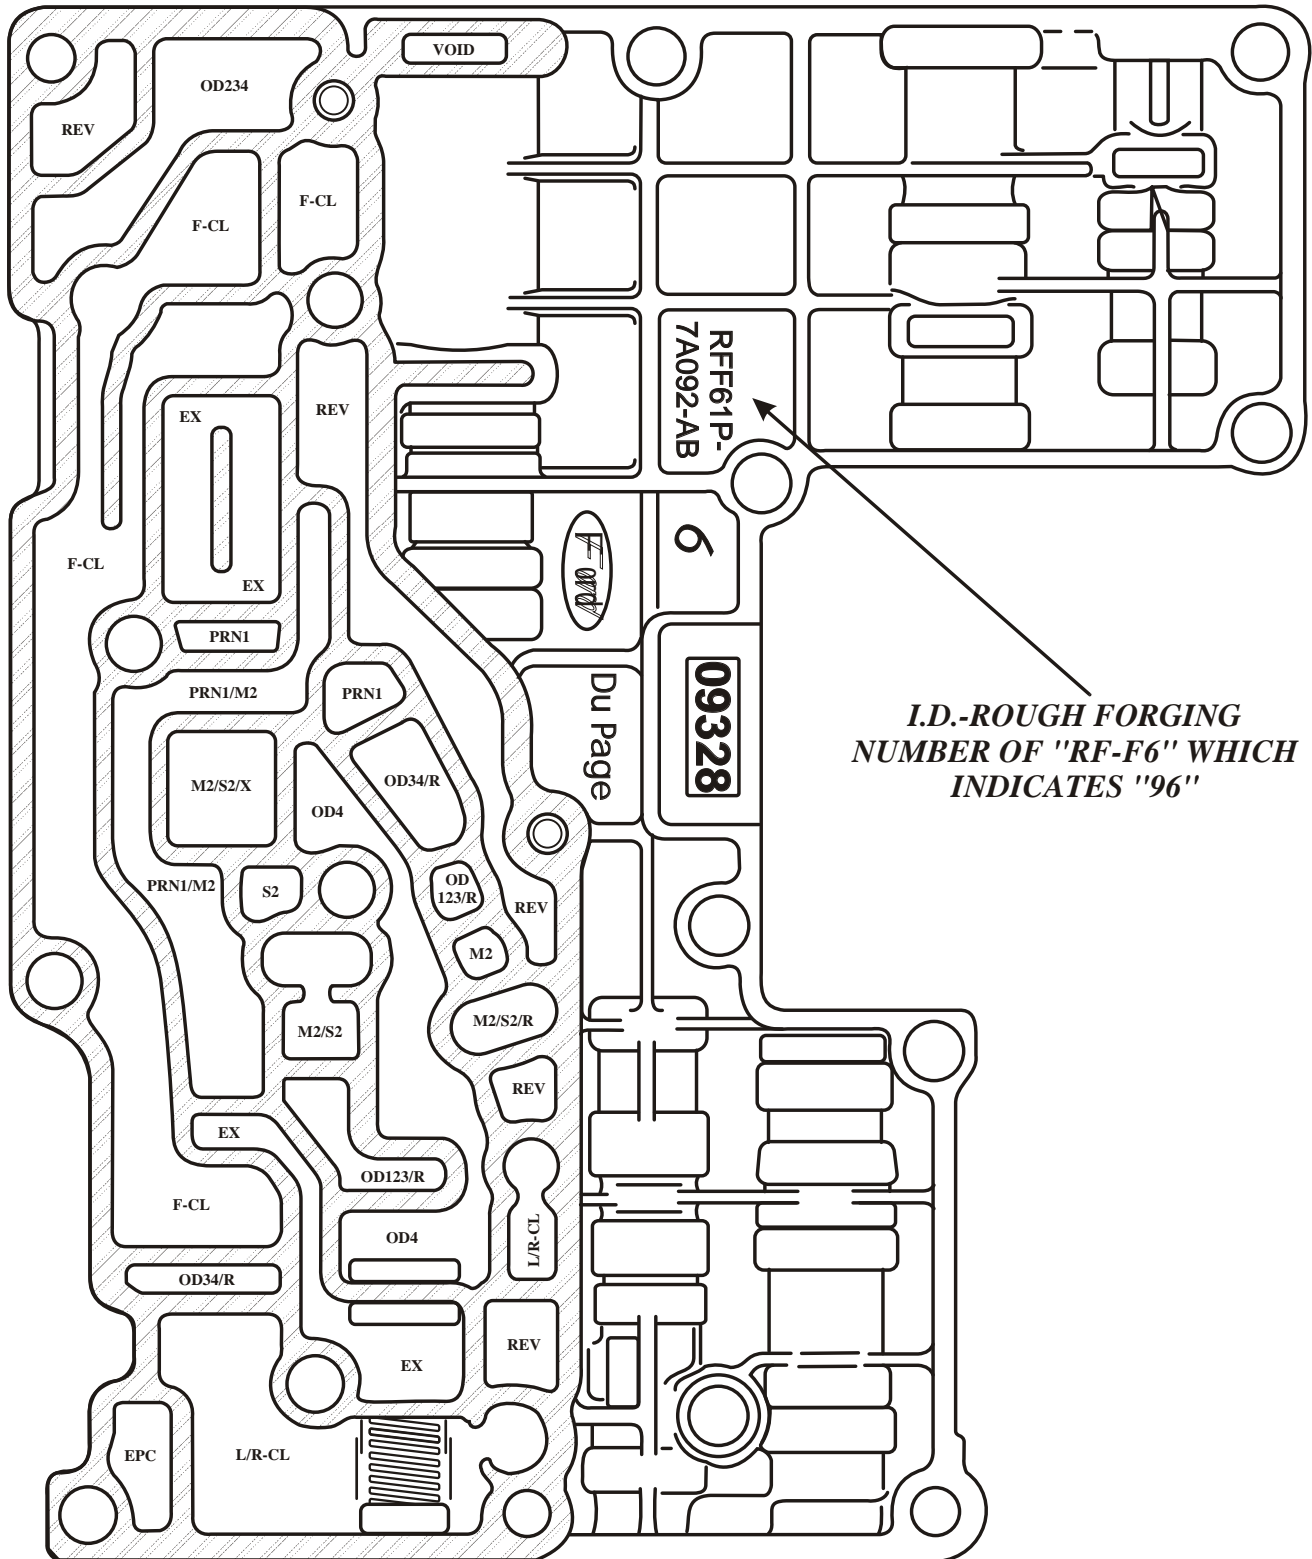 VOID
OD234
REV
F-CL
F-CL
RFF61P-
7A092-AB
EX
REV
EX
F-CL
6
Ford
PRN1
PRN1/M2
PRN1
Du Page
09328
I.D.-ROUGH FORGING
NUMBER OF "RF-F6" WHICH
INDICATES "96"
M2/S2/X
OD34/R
OD4
PRN1/M2
S2
OD
123/R
REV
M2
M2/S2/R
M2/S2
REV
EX
OD123/R
F-CL
OD4
L/R-CL
OD34/R
REV
EX
EPC
L/R-CL